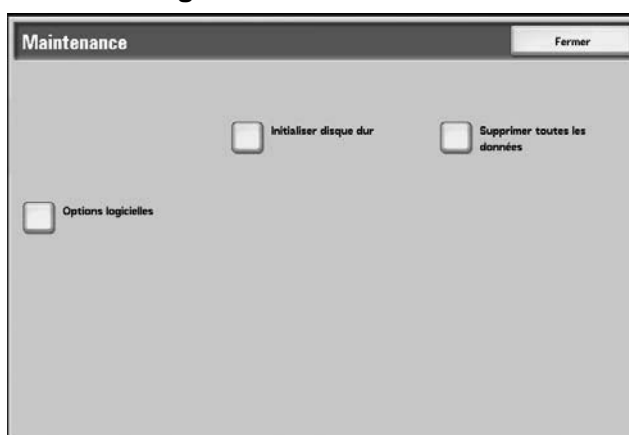 Maintenance
Fermer
Initialiser disque dur
Supprimer toutes les
données
Options logicielles